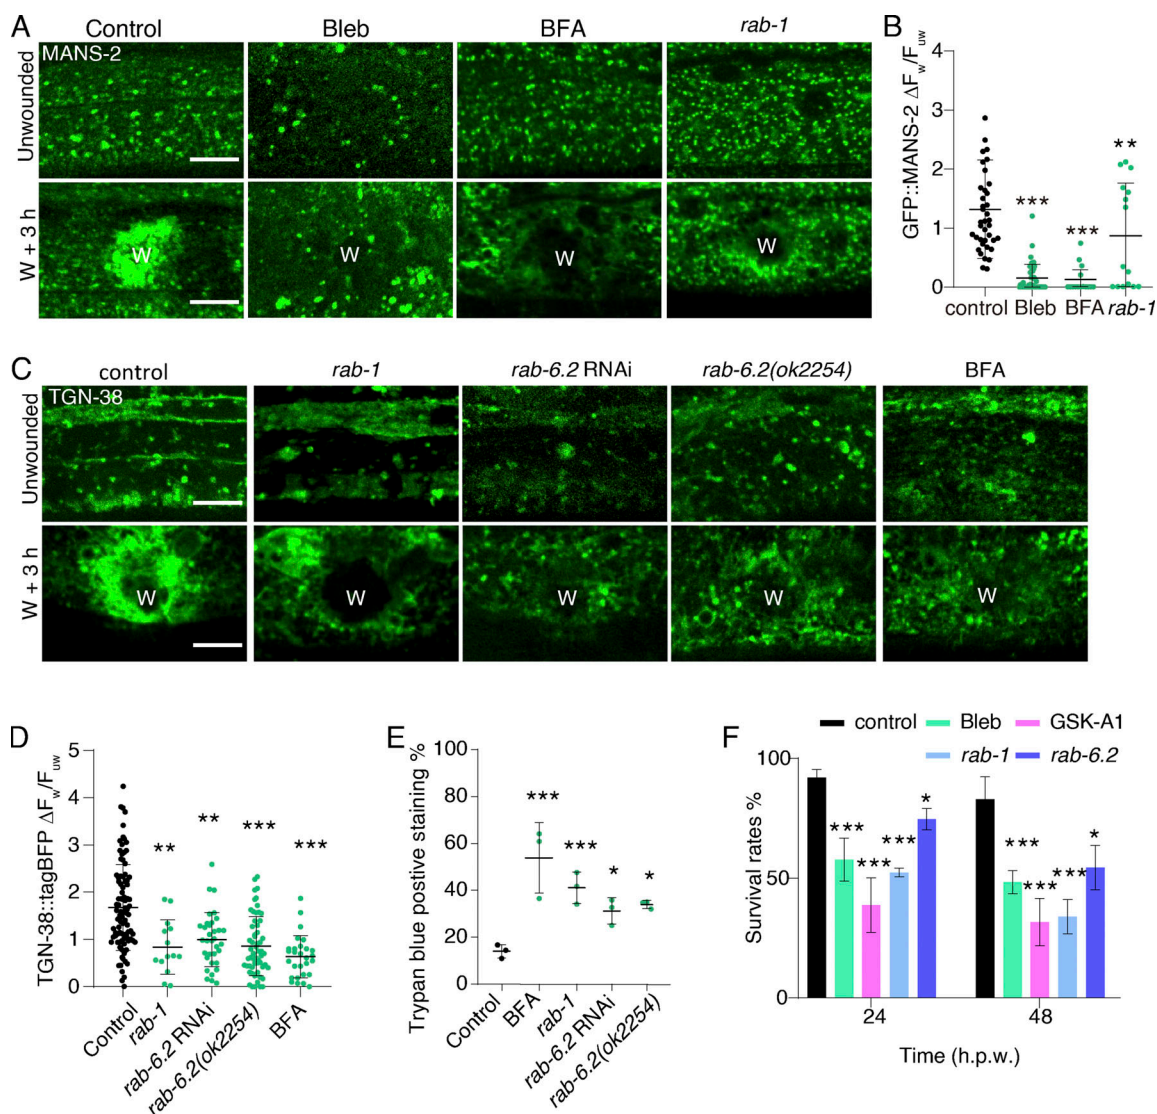 A
Control
Bleb
BFA
rab-1
Unwounded
MANS-2
W + 3 h
W
W
W
W
B
GFP::MANS-2 ΔFw/Fuw
4
3
2
1
0
***
***
**
control
Bleb
BFA
rab-1
C
control
rab-1
rab-6.2 RNAi
rab-6.2(ok2254)
BFA
Unwounded
TGN-38
W + 3 h
W
W
W
W
W
D
TGN-38::tagBFP ΔFw/Fuw
5
4
3
2
1
0
**
**
***
***
Control
rab-1
rab-6.2 RNAi
rab-6.2(ok2254)
BFA
E
Trypan blue postive staining %
100
80
60
40
20
0
***
***
*
*
Control
BFA
rab-1
rab-6.2 RNAi
rab-6.2(ok2254)
F
control
Bleb
GSK-A1
rab-1
rab-6.2
Survival rates %
100
50
0
***
***
***
*
***
***
***
*
24
48
Time (h.p.w.)